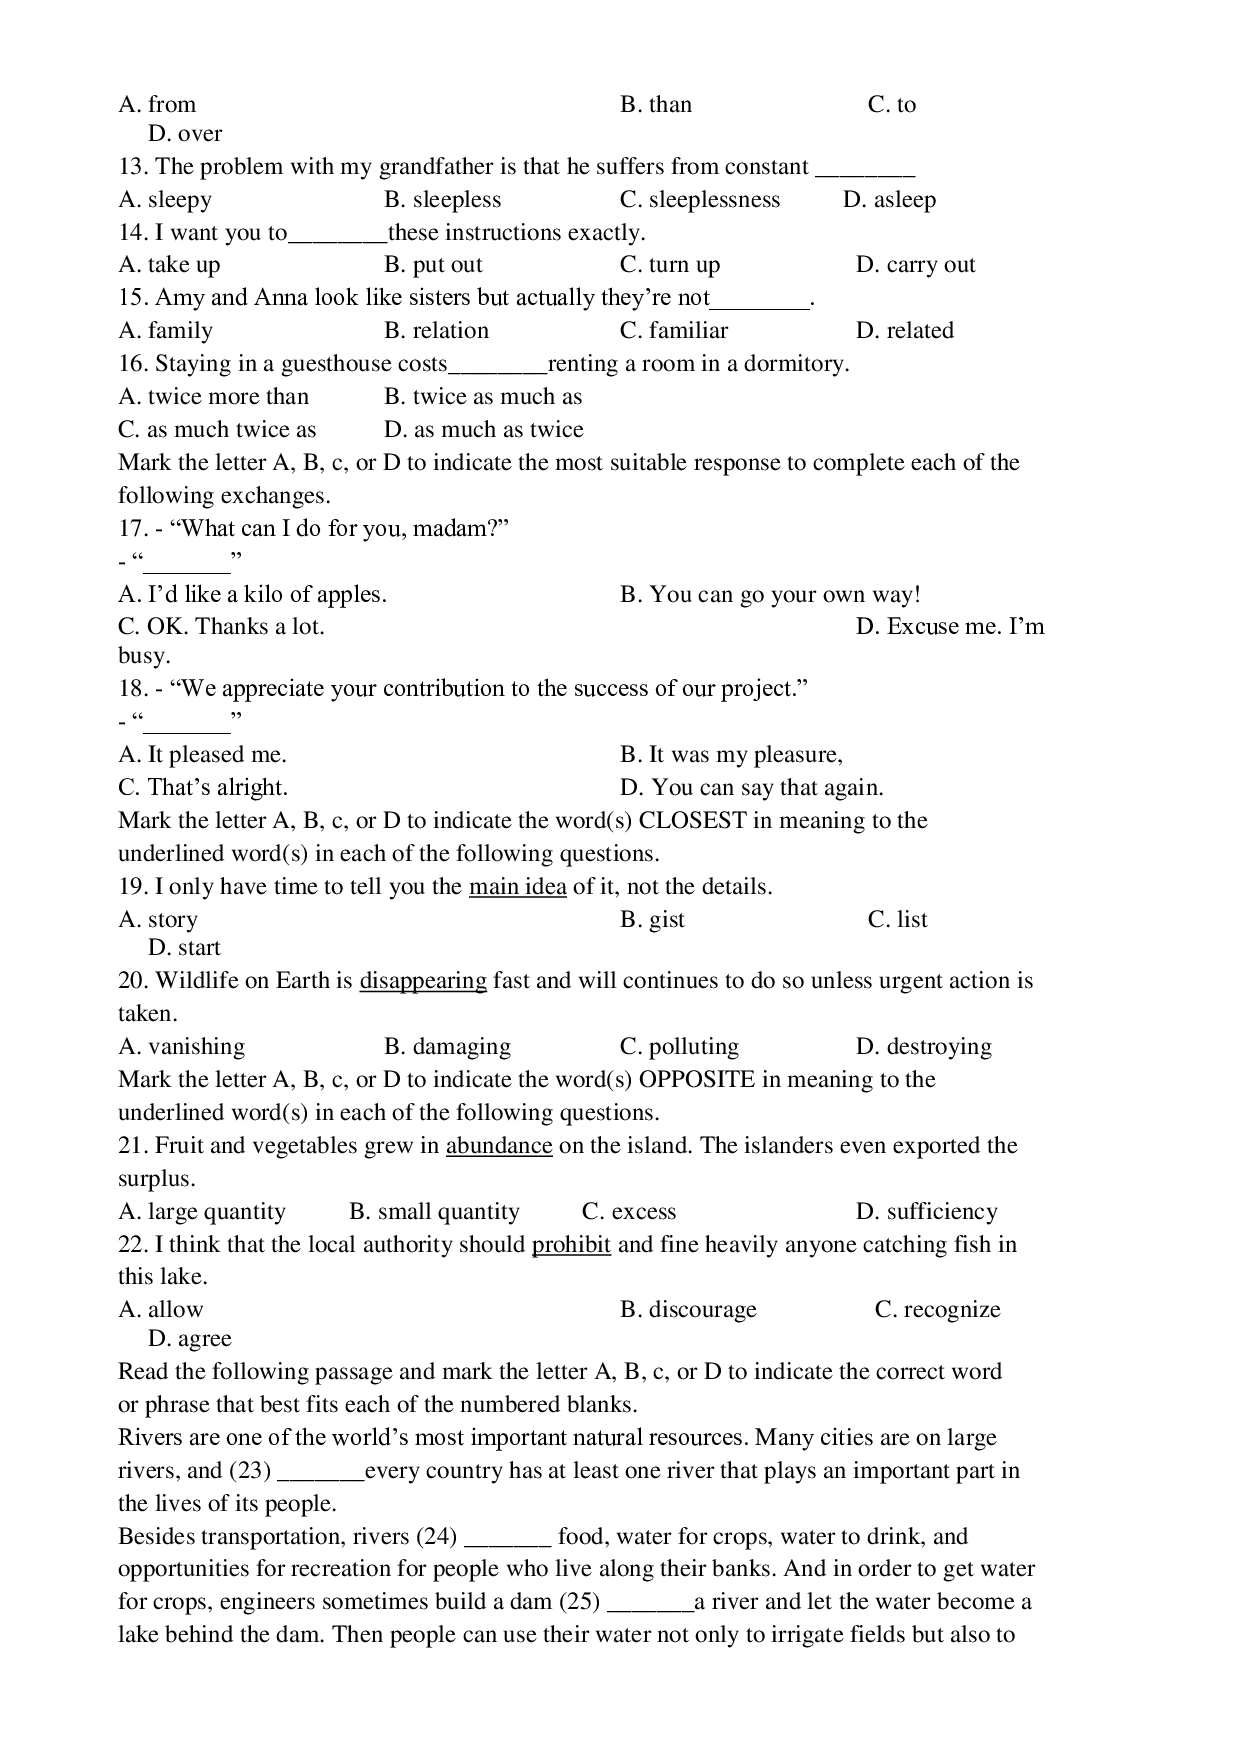 A. from B. than C. to
D. over
13. The problem with my grandfather is that he suffers from constant ________
A. sleepy B. sleepless C. sleeplessness D. asleep
14. I want you to________these instructions exactly.
A. take up B. put out C. turn up D. carry out
15. Amy and Anna look like sisters but actually they’re not________.
A. family B. relation C. familiar D. related
16. Staying in a guesthouse costs________renting a room in a dormitory.
A. twice more than B. twice as much as
C. as much twice as D. as much as twice
Mark the letter A, B, c, or D to indicate the most suitable response to complete each of the
following exchanges.
17. - “What can I do for you, madam?”
- “_______”
A. I’d like a kilo of apples. B. You can go your own way!
C. OK. Thanks a lot. D. Excuse me. I’m
busy.
18. - “We appreciate your contribution to the success of our project.”
- “_______”
A. It pleased me. B. It was my pleasure,
C. That’s alright. D. You can say that again.
Mark the letter A, B, c, or D to indicate the word(s) CLOSEST in meaning to the
underlined word(s) in each of the following questions.
19. I only have time to tell you the main idea of it, not the details.
A. story B. gist C. list
D. start
20. Wildlife on Earth is disappearing fast and will continues to do so unless urgent action is
taken.
A. vanishing B. damaging C. polluting D. destroying
Mark the letter A, B, c, or D to indicate the word(s) OPPOSITE in meaning to the
underlined word(s) in each of the following questions.
21. Fruit and vegetables grew in abundance on the island. The islanders even exported the
surplus.
A. large quantity B. small quantity C. excess D. sufficiency
22. I think that the local authority should prohibit and fine heavily anyone catching fish in
this lake.
A. allow B. discourage C. recognize
D. agree
Read the following passage and mark the letter A, B, c, or D to indicate the correct word
or phrase that best fits each of the numbered blanks.
Rivers are one of the world’s most important natural resources. Many cities are on large
rivers, and (23) _______every country has at least one river that plays an important part in
the lives of its people.
Besides transportation, rivers (24) _______ food, water for crops, water to drink, and
opportunities for recreation for people who live along their banks. And in order to get water
for crops, engineers sometimes build a dam (25) _______a river and let the water become a
lake behind the dam. Then people can use their water not only to irrigate fields but also to